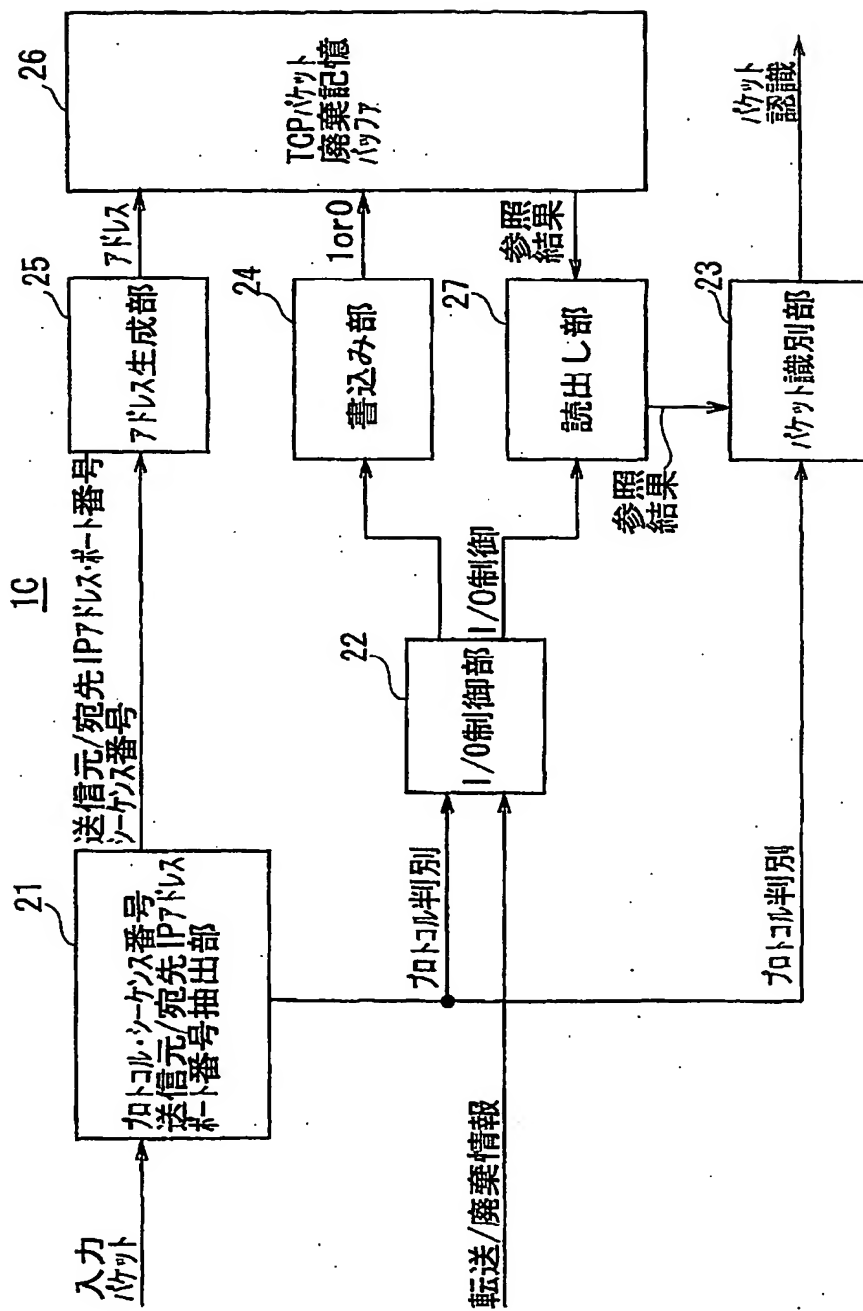 1C
入力
パケット
21
プロトコル・シーケンス番号
送信元/宛先IPアドレス
ポート番号抽出部
送信元/宛先IPアドレス・ポート番号
シーケンス番号
25
アドレス生成部
アドレス
26
TCPパケット
廃棄記憶
バッファ
24
書込み部
1or0
22
I/O制御部
I/O制御
プロトコル判別
転送/廃棄情報
27
読出し部
参照
結果
参照
結果
プロトコル判別
23
パケット識別部
パケット
認識